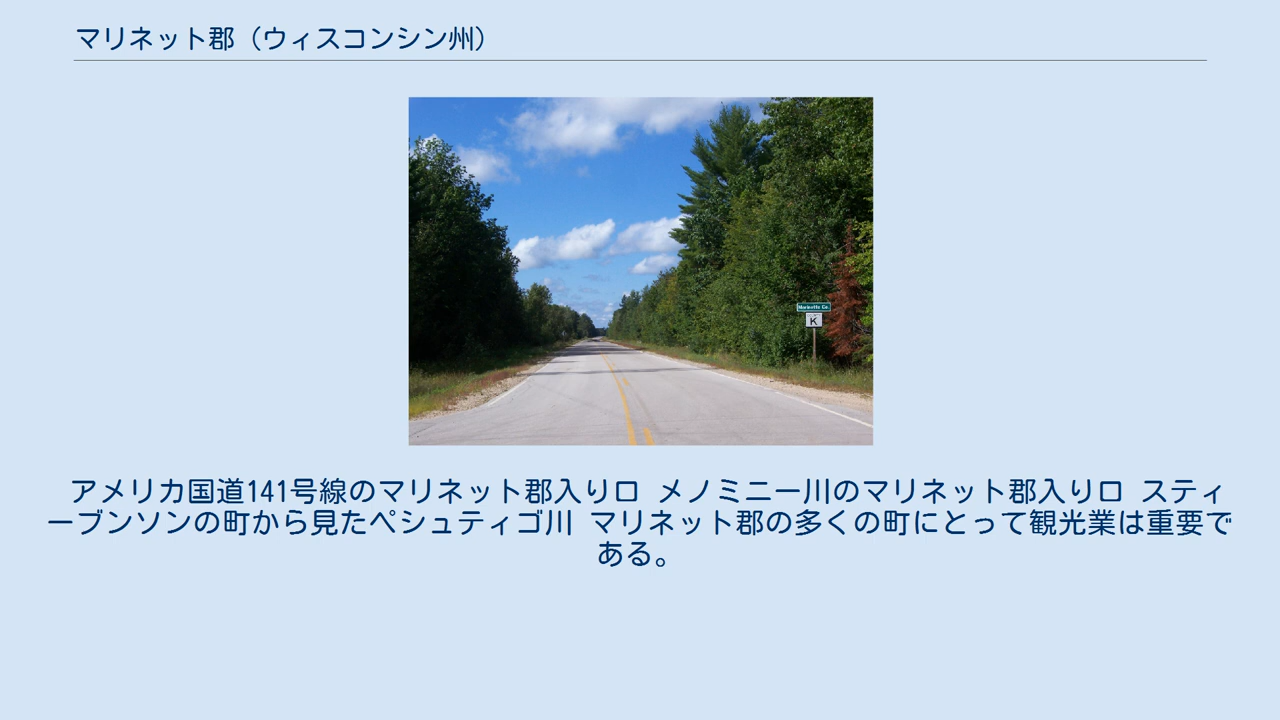 マリネット郡（ウィスコンシン州）
Marinette Co.
K
アメリカ国道141号線のマリネット郡入り口 メノミニー川のマリネット郡入り口 スティ
ーブンソンの町から見たペシュティゴ川 マリネット郡の多くの町にとって観光業は重要で
ある。